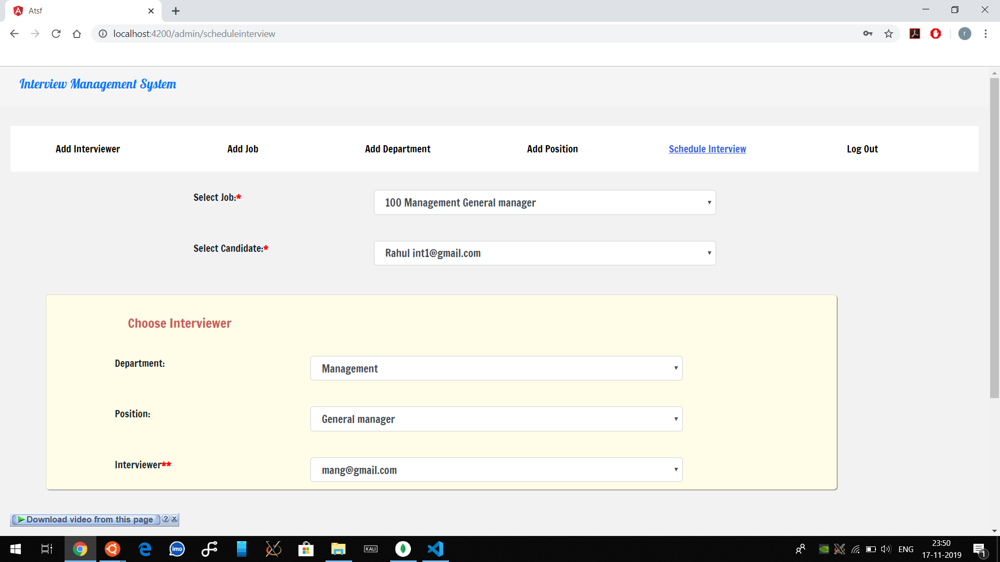 Atsf
localhost:4200/admin/scheduleinterview
r
Interview Management System
Add Interviewer
Add Job
Add Department
Add Position
Schedule Interview
Log Out
Select Job:*
100 Management General manager
Select Candidate:*
Rahul int1@gmail.com
Choose Interviewer
Department:
Management
Position:
General manager
Interviewer**
mang@gmail.com
Download video from this page ? x
imo
KALI
ENG
23:50
17-11-2019
1